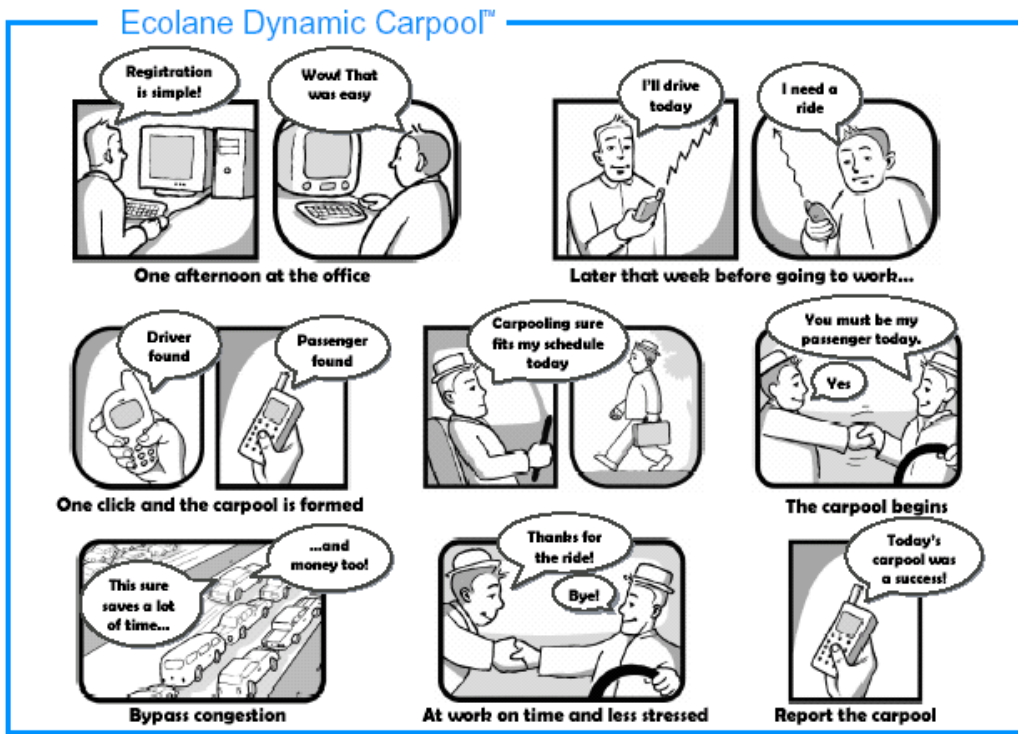 Ecolane Dynamic Carpool™
Registration
is simple!
Wow! That
was easy
One afternoon at the office
I'll drive
today
I need a
ride
Later that week before going to work...
Driver
found
Passenger
found
One click and the carpool is formed
Carpooling sure
fits my schedule
today
You must be my
passenger today.
Yes
The carpool begins
This sure
saves a lot
of time...
...and
money too!
Bypass congestion
Thanks for
the ride!
Bye!
At work on time and less stressed
Today's
carpool was
a success!
Report the carpool